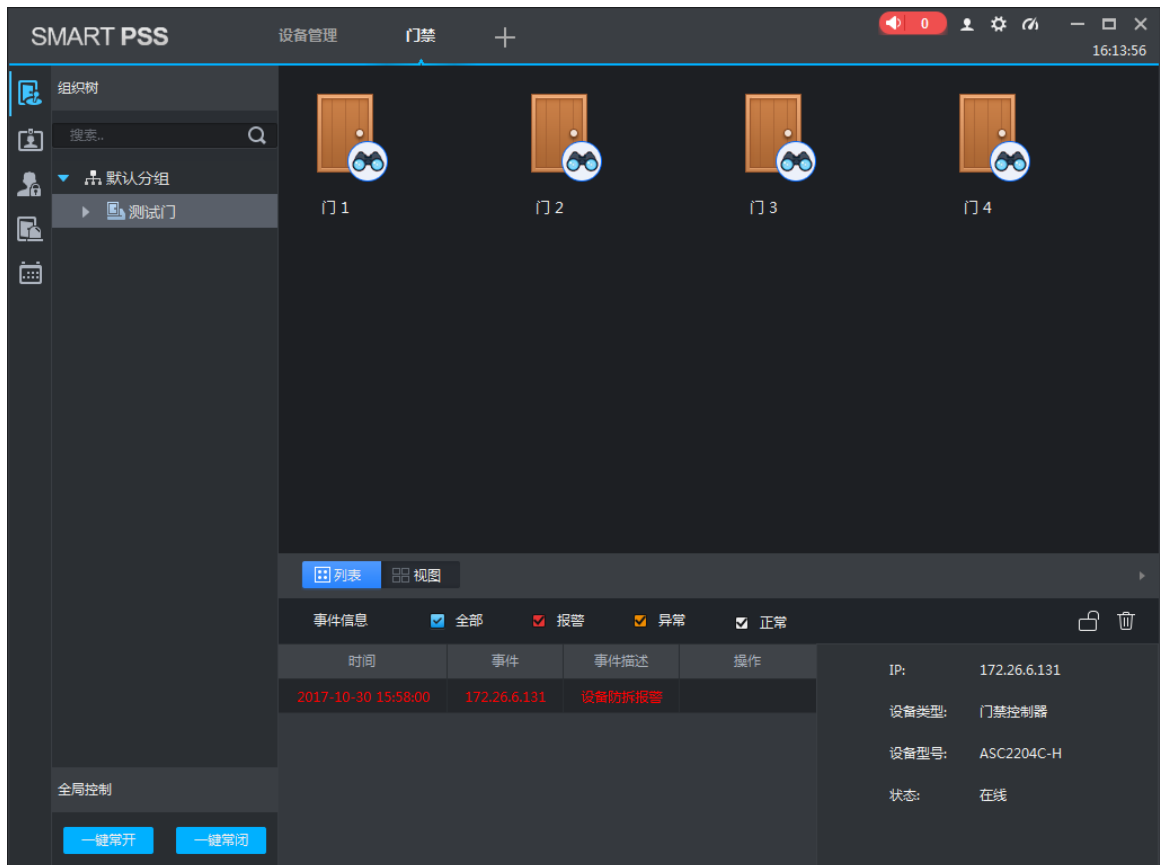 SMART PSS 设备管理 门禁 0
16:13:56
组织树
搜索..
默认分组
测试门
门 1 门 2 门 3 门 4
列表 视图
事件信息 全部 报警 异常 正常
时间 事件 事件描述 操作
2017-10-30 15:58:00 172.26.6.131 设备防拆报警
IP: 172.26.6.131
设备类型: 门禁控制器
设备型号: ASC2204C-H
状态: 在线
全局控制
一键常开 一键常闭